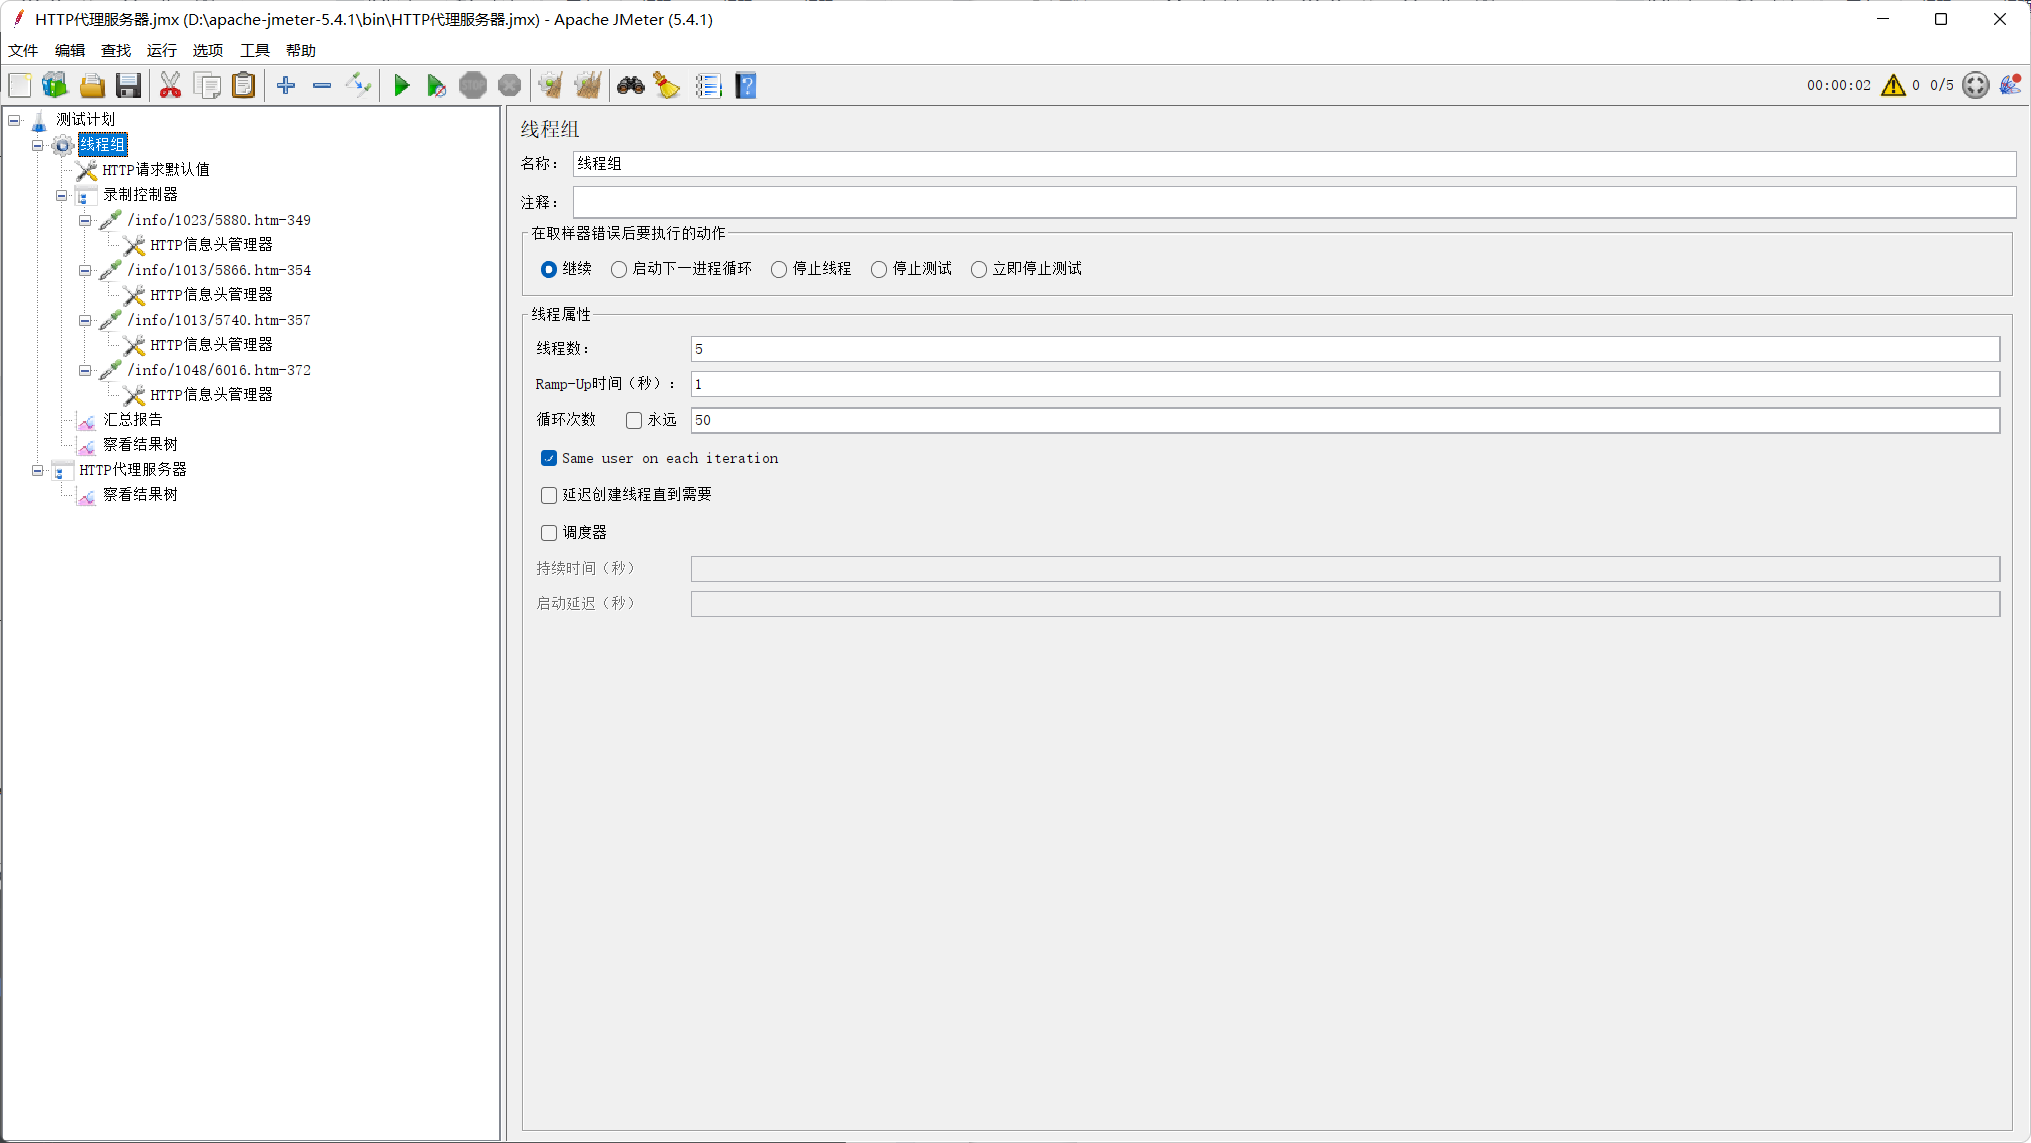 HTTP代理服务器.jmx (D:\apache-jmeter-5.4.1\bin\HTTP代理服务器.jmx) - Apache JMeter (5.4.1)
文件 编辑 查找 运行 选项 工具 帮助
STOP
00:00:02 0 0/5
测试计划
线程组
HTTP请求默认值
录制控制器
/info/1023/5880.htm-349
HTTP信息头管理器
/info/1013/5866.htm-354
HTTP信息头管理器
/info/1013/5740.htm-357
HTTP信息头管理器
/info/1048/6016.htm-372
HTTP信息头管理器
汇总报告
察看结果树
HTTP代理服务器
察看结果树
线程组
名称： 线程组
注释：
在取样器错误后要执行的动作
继续 启动下一进程循环 停止线程 停止测试 立即停止测试
线程属性
线程数： 5
Ramp-Up时间（秒）： 1
循环次数 永远 50
Same user on each iteration
延迟创建线程直到需要
调度器
持续时间（秒）
启动延迟（秒）